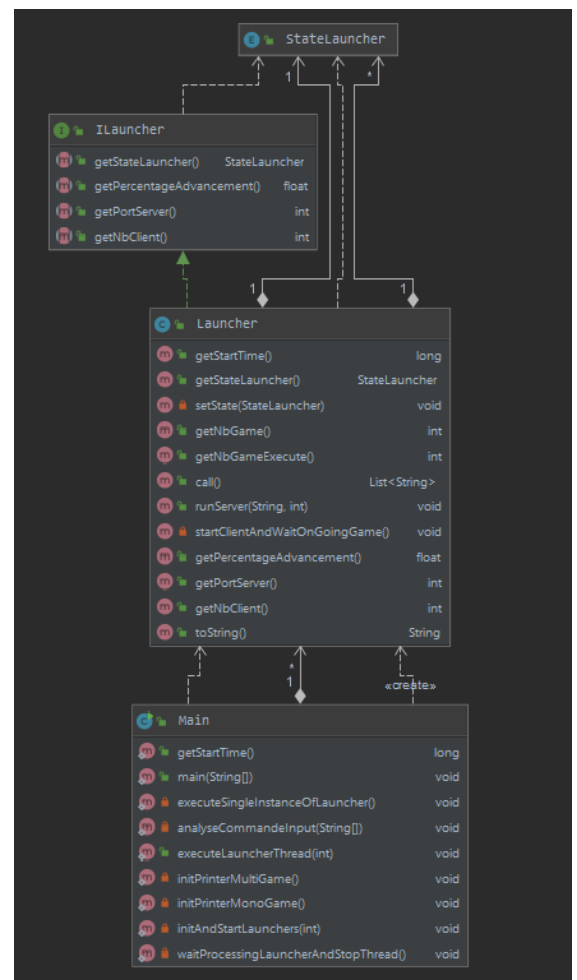 E StateLauncher
1 *
I ILauncher
m getStateLauncher() StateLauncher
m getPercentageAdvancement() float
m getPortServer() int
m getNbClient() int
1 1
C Launcher
m getStartTime() long
m getStateLauncher() StateLauncher
m setState(StateLauncher) void
m getNbGame() int
m getNbGameExecute() int
m call() List<String>
m runServer(String, int) void
m startClientAndWaitOnGoingGame() void
m getPercentageAdvancement() float
m getPortServer() int
m getNbClient() int
m toString() String
*
1 «create»
C Main
m getStartTime() long
m main(String[]) void
m executeSingleInstanceOfLauncher() void
m analyseCommandeInput(String[]) void
m executeLauncherThread(int) void
m initPrinterMultiGame() void
m initPrinterMonoGame() void
m initAndStartLaunchers(int) void
m waitProcessingLauncherAndStopThread() void